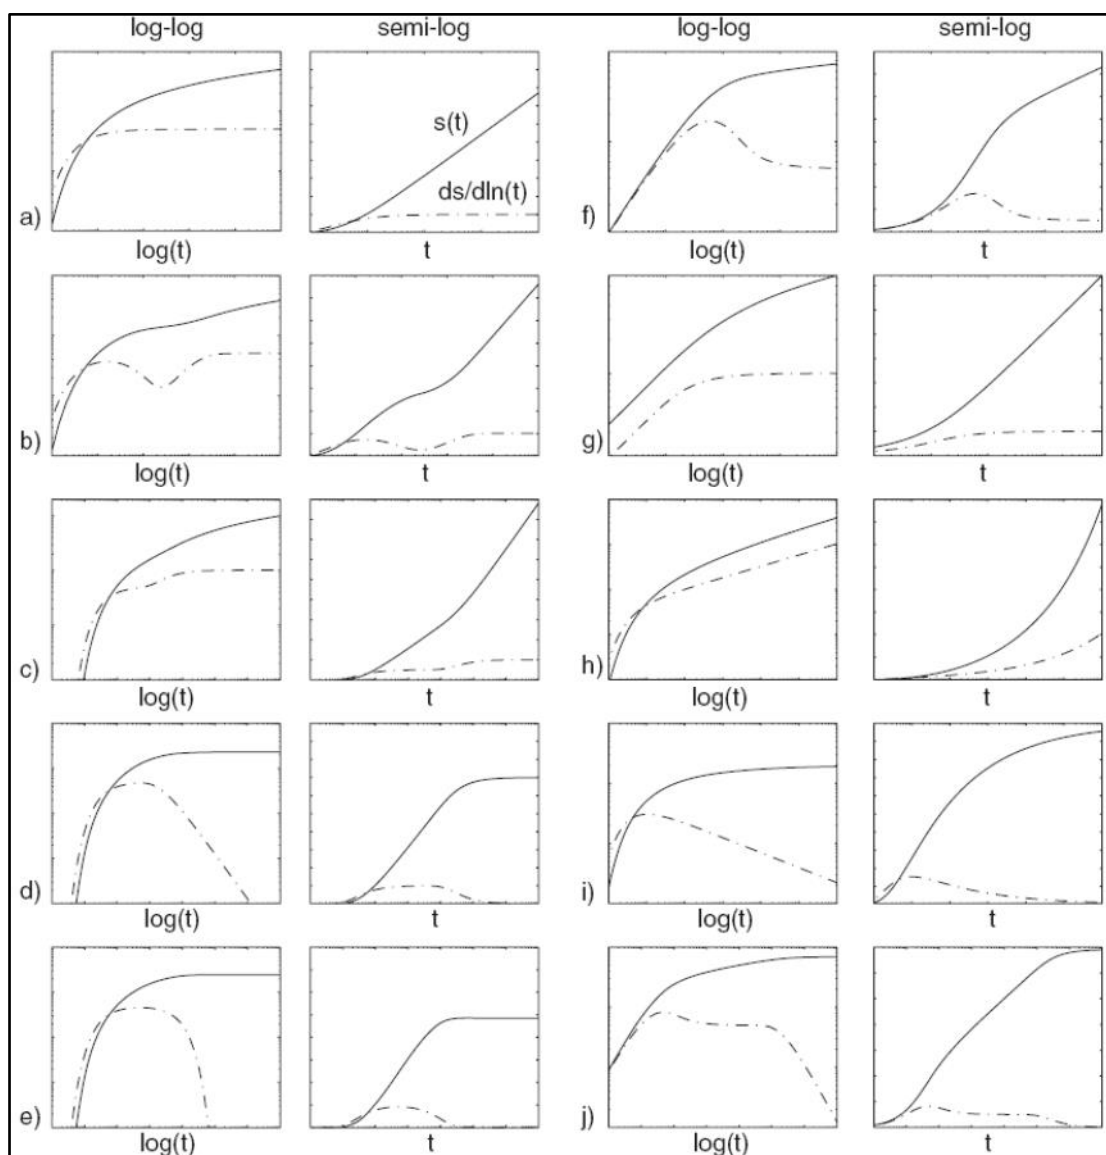 log-log semi-log log-log semi-log
s(t)
ds/dln(t)
a) f)
log(t) t log(t) t
b) g)
log(t) t log(t) t
c) h)
log(t) t log(t) t
d) i)
log(t) t log(t) t
e) j)
log(t) t log(t) t